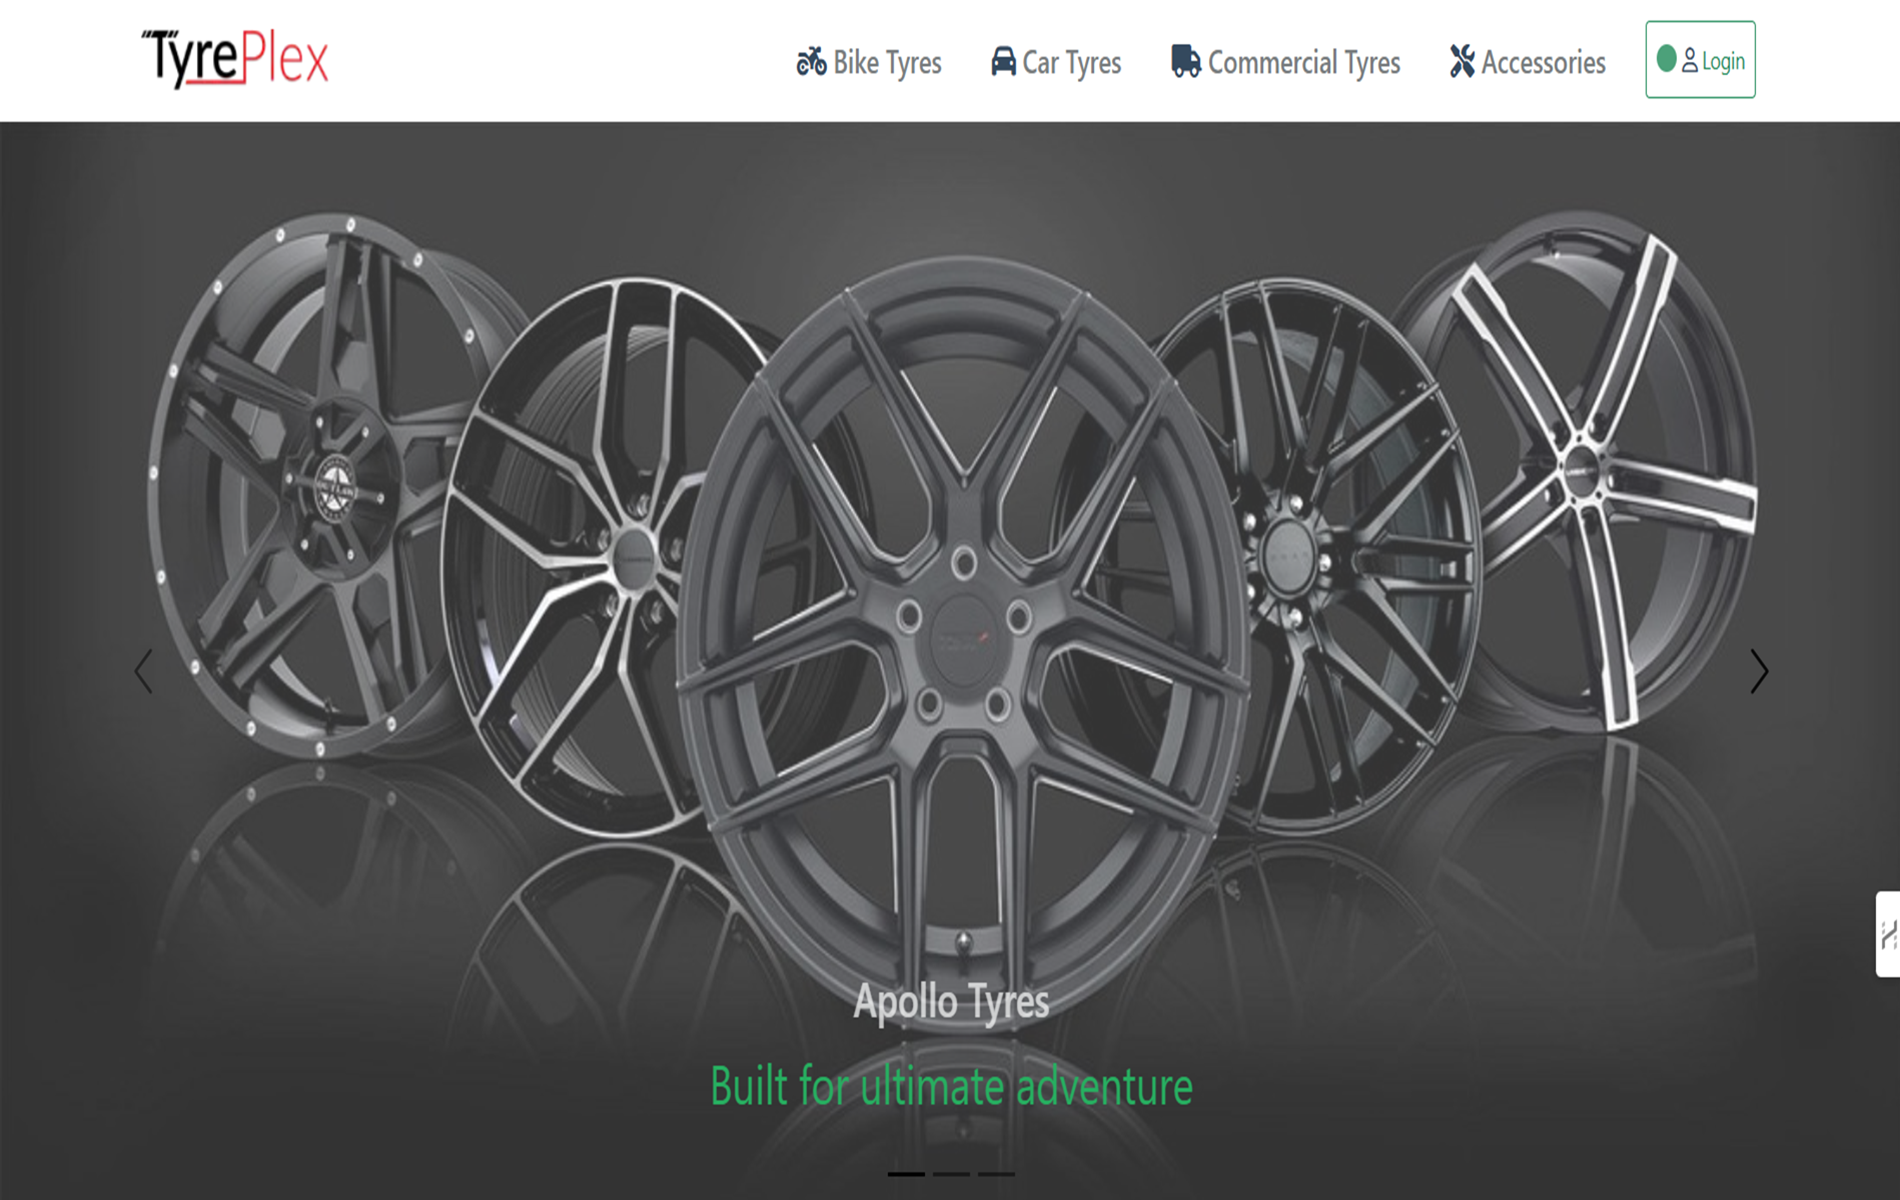 TyrePlex
Bike Tyres
Car Tyres
Commercial Tyres
Accessories
Login
Apollo Tyres
Built for ultimate adventure